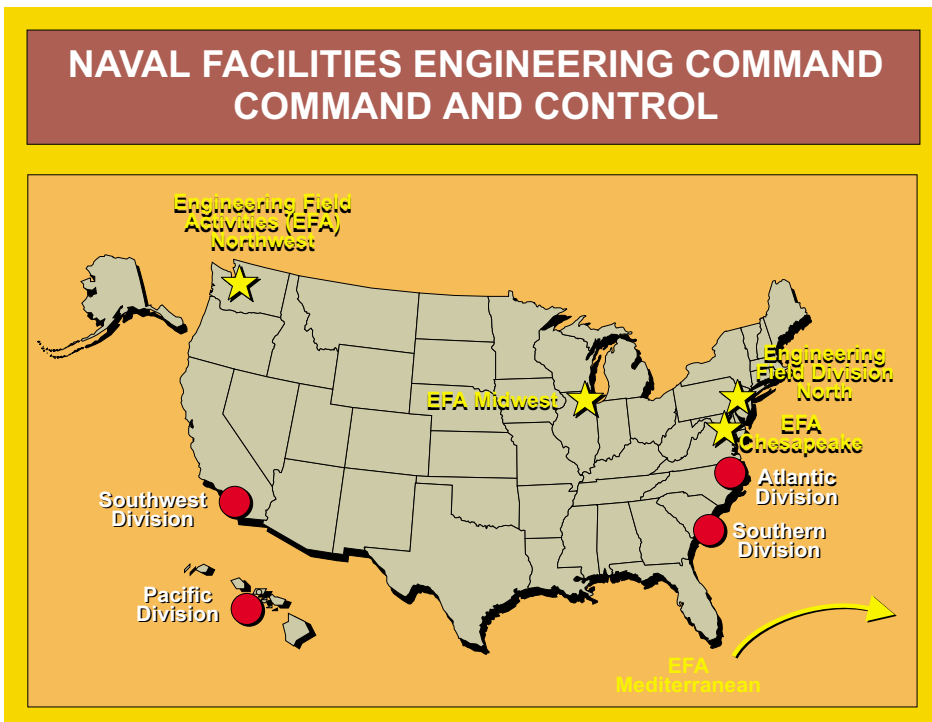 NAVAL FACILITIES ENGINEERING COMMAND
COMMAND AND CONTROL
Engineering Field
Activities (EFA)
Northwest
Engineering
Field Division
North
EFA Midwest
EFA
Chesapeake
Atlantic
Division
Southwest
Division
Southern
Division
Pacific
Division
EFA
Mediterranean